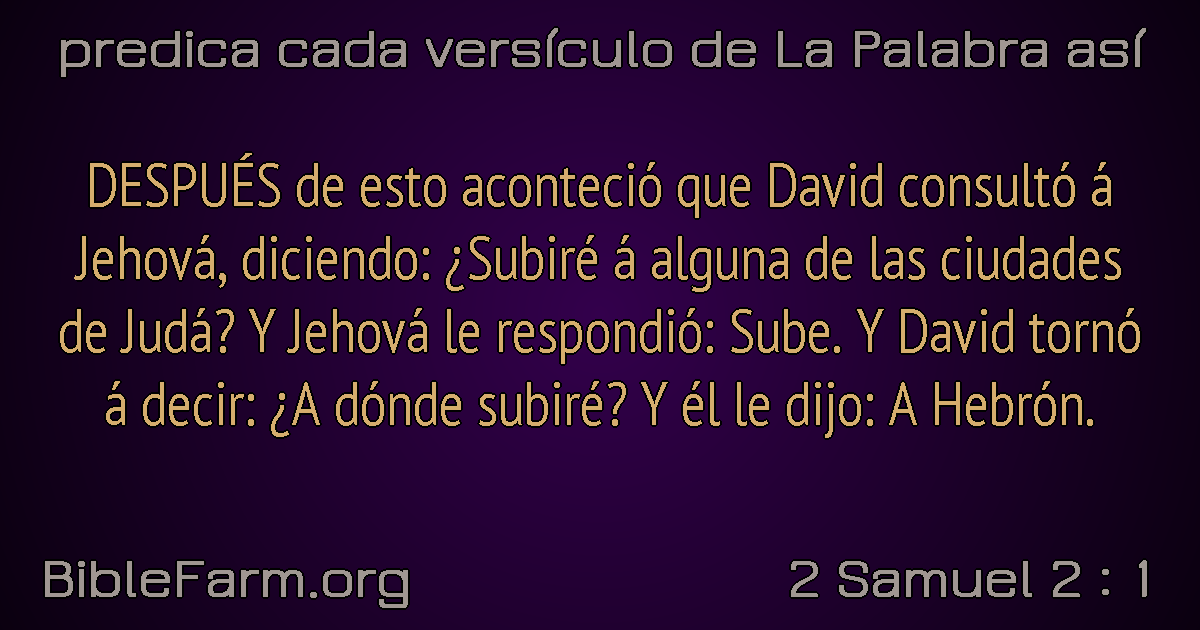 predica cada versículo de La Palabra así
DESPUÉS de esto aconteció que David consultó á
Jehová, diciendo: ¿Subiré á alguna de las ciudades
de Judá? Y Jehová le respondió: Sube. Y David tornó
á decir: ¿A dónde subiré? Y él le dijo: A Hebrón.
BibleFarm.org
2 Samuel 2 : 1